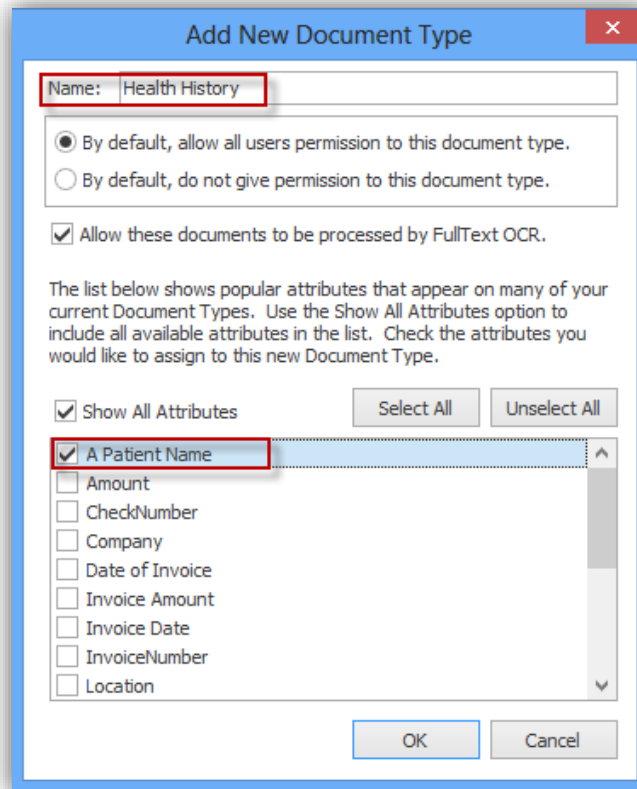 Add New Document Type
Name: Health History
By default, allow all users permission to this document type.
By default, do not give permission to this document type.
Allow these documents to be processed by FullText OCR.
The list below shows popular attributes that appear on many of your
current Document Types. Use the Show All Attributes option to
include all available attributes in the list. Check the attributes you
would like to assign to this new Document Type.
Show All Attributes Select All Unselect All
A Patient Name
Amount
CheckNumber
Company
Date of Invoice
Invoice Amount
Invoice Date
InvoiceNumber
Location
OK Cancel